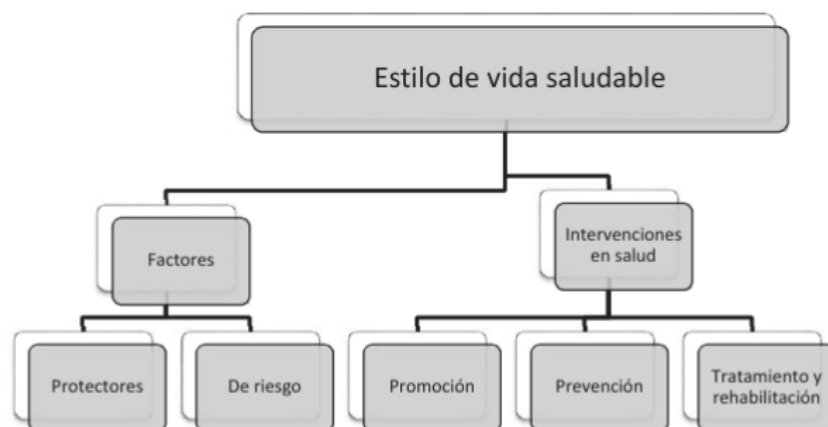 Estilo de vida saludable
Factores
Intervenciones
en salud
Protectores
De riesgo
Promoción
Prevención
Tratamiento y
rehabilitación